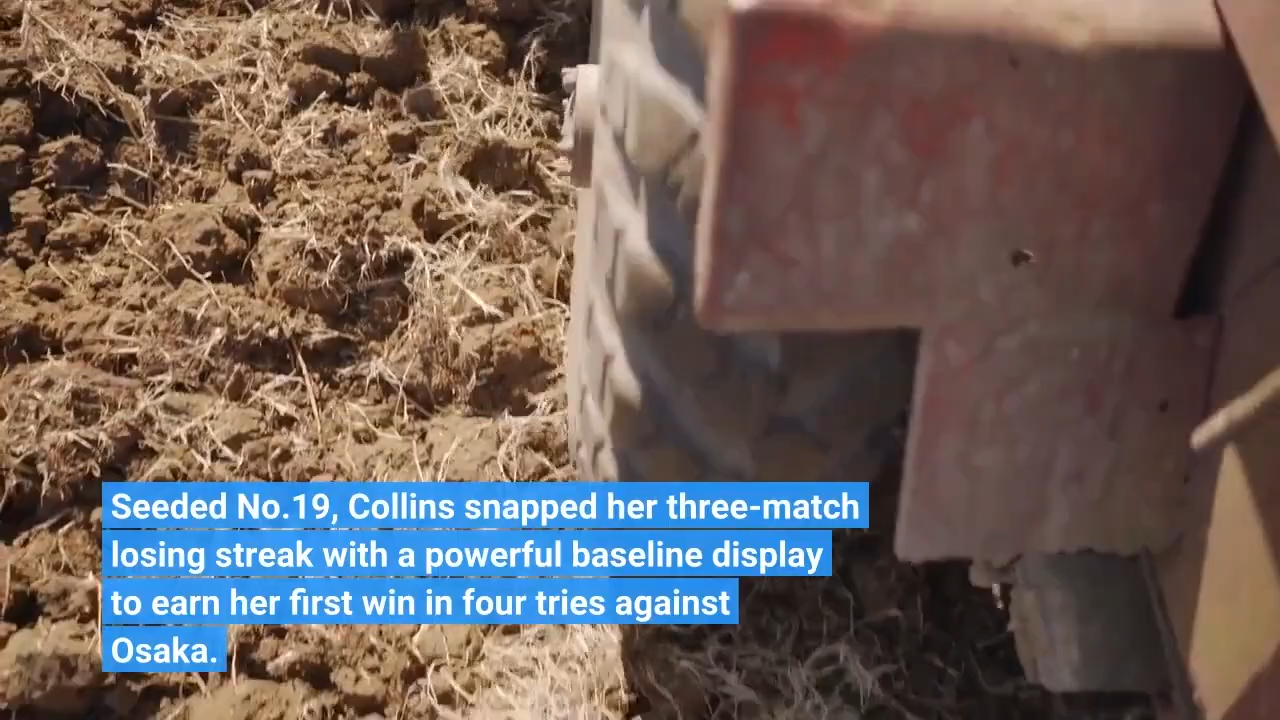 Seeded No.19, Collins snapped her three-match
losing streak with a powerful baseline display
to earn her first win in four tries against
Osaka.